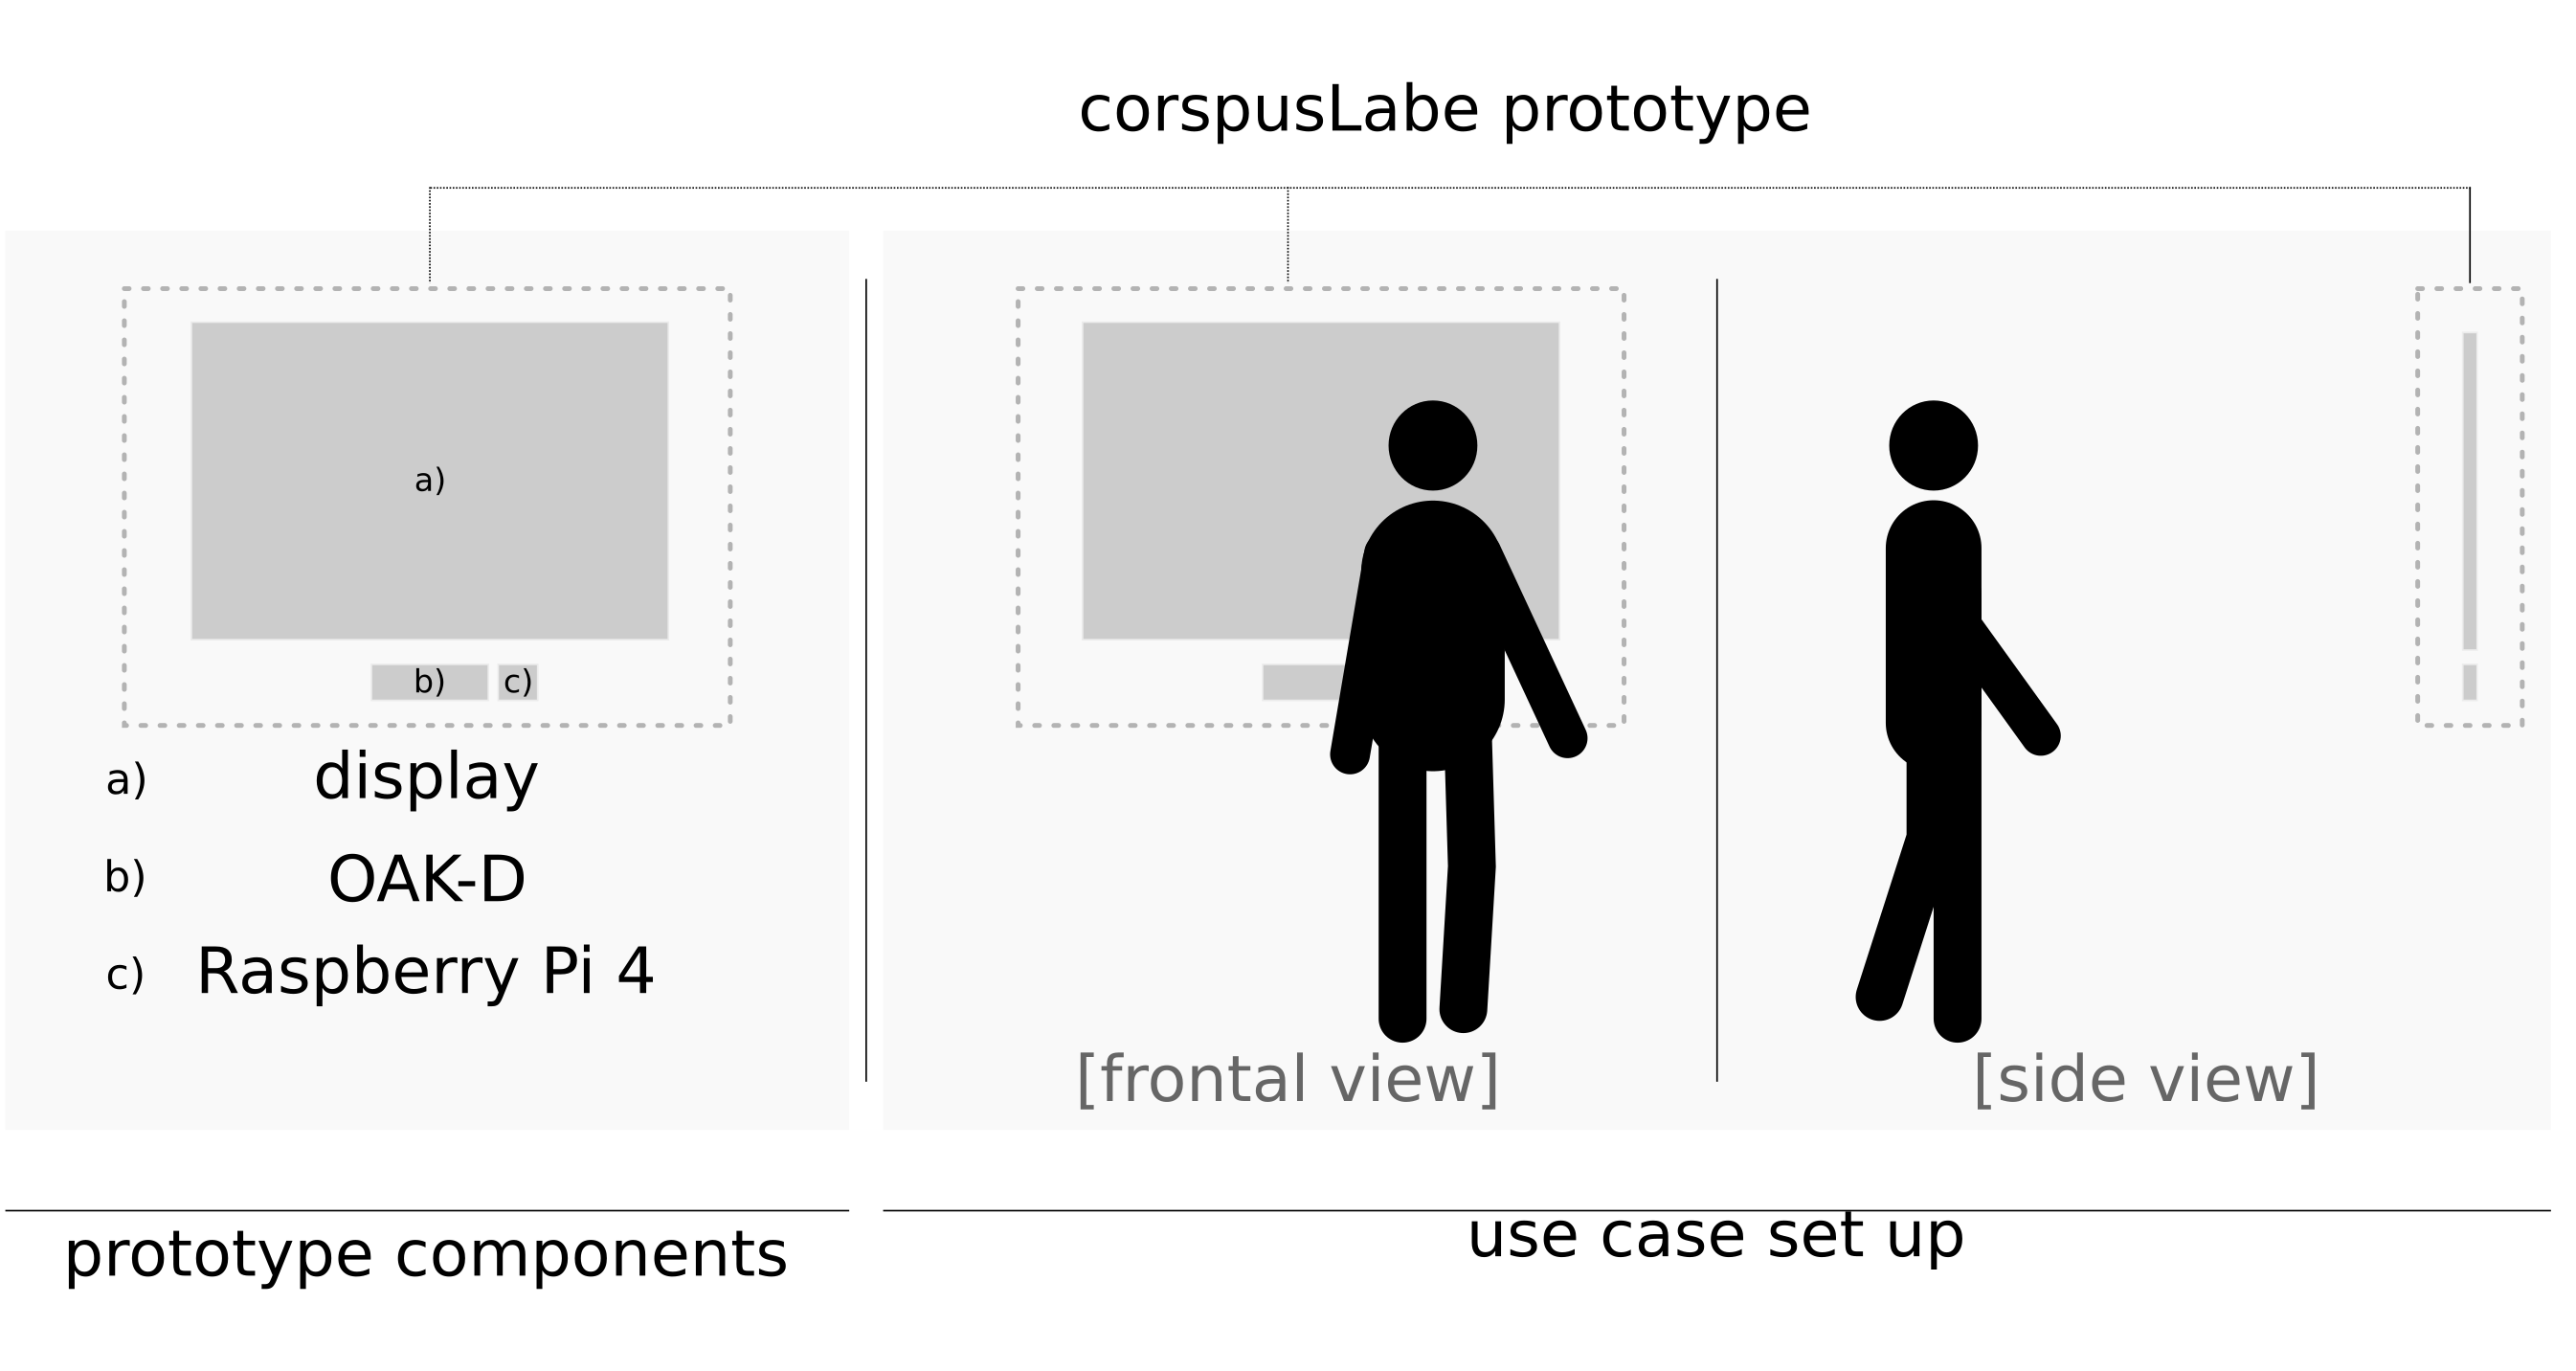 corspusLabe prototype
a)
b) c)
a) display
b) OAK-D
c) Raspberry Pi 4
[frontal view]
[side view]
prototype components
use case set up